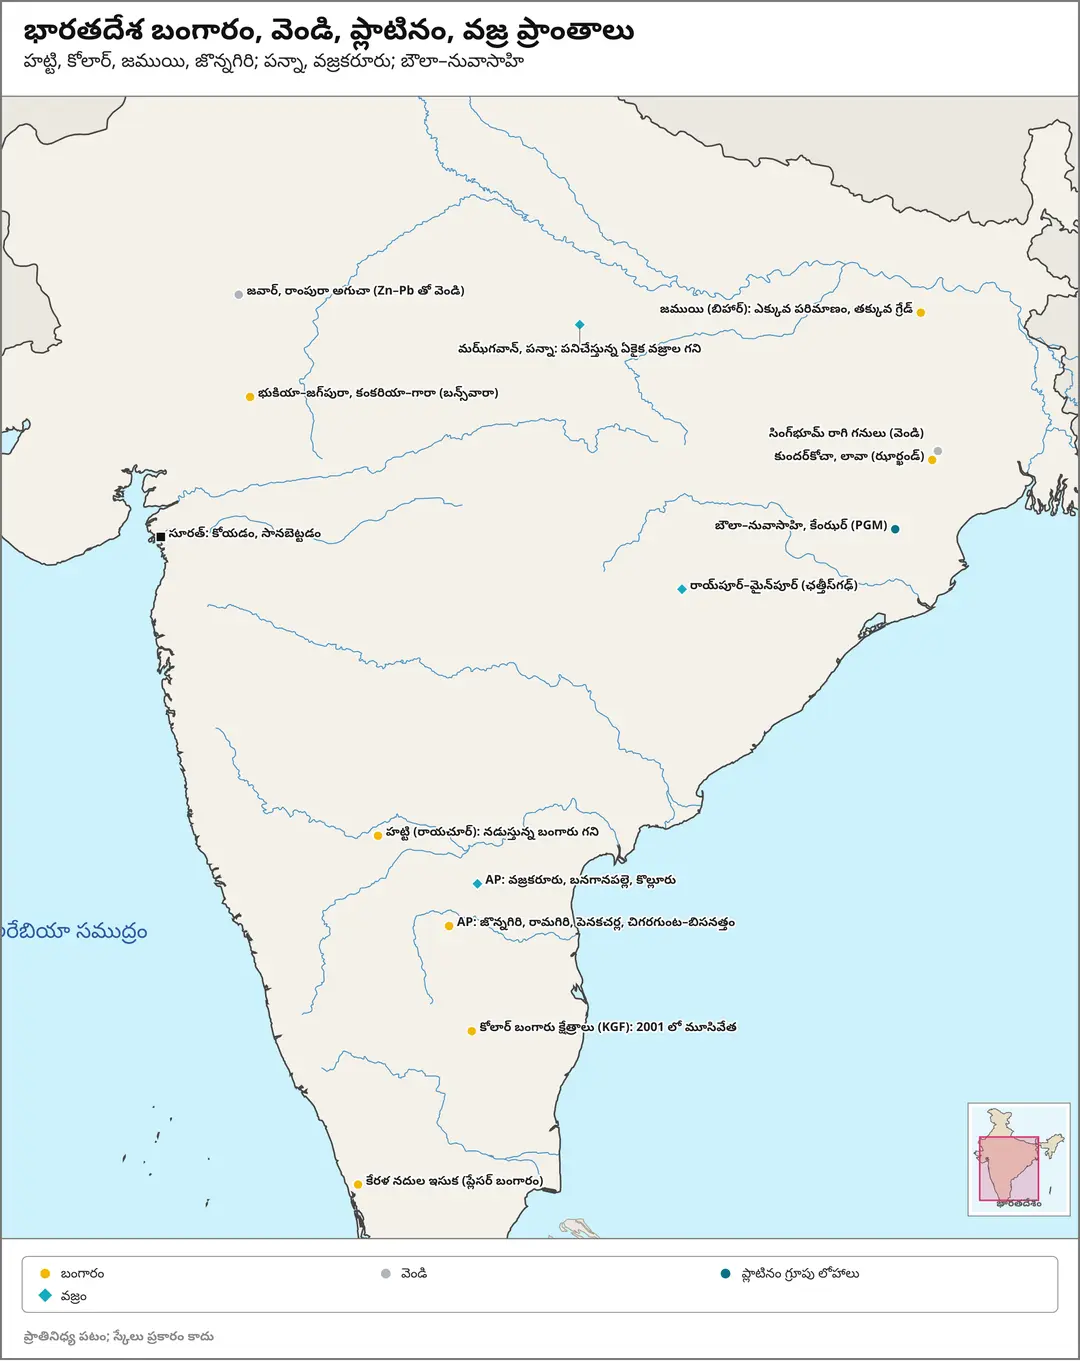 భారతదేశ బంగారం, వెండి, ప్లాటినం, వజ్ర ప్రాంతాలు
హట్టి, కోలార్, జముయి, జొన్నగిరి; పన్నా, వజ్రకరూరు; బౌలా–నువాసాహి
జవార్, రాంపురా అగుచా (Zn–Pb తో వెండి)
జముయి (బిహార్): ఎక్కువ పరిమాణం, తక్కువ గ్రేడ్
మఝ్‌గవాన్, పన్నా: పనిచేస్తున్న ఏకైక వజ్రాల గని
భుకియా–జగ్‌పురా, కంకరియా–గారా (బన్స్‌వారా)
సింగ్‌భూమ్ రాగి గనులు (వెండి)
కుందర్‌కోచా, లావా (ఝార్ఖండ్)
బౌలా–నువాసాహి, కేంఝర్ (PGM)
సూరత్: కోయడం, సానబెట్టడం
రాయ్‌పూర్–మైన్‌పూర్ (ఛత్తీస్‌గఢ్)
హట్టి (రాయచూర్): నడుస్తున్న బంగారు గని
AP: వజ్రకరూరు, బనగానపల్లె, కొల్లూరు
AP: జొన్నగిరి, రామగిరి, పెనకచర్ల, చిగరగుంట–బిసనత్తం
రేబియా సముద్రం
కోలార్ బంగారు క్షేత్రాలు (KGF): 2001 లో మూసివేత
కేరళ నదుల ఇసుక (ప్లేసర్ బంగారం)
భారతదేశం
బంగారం
వెండి
ప్లాటినం గ్రూపు లోహాలు
వజ్రం
ప్రాతినిధ్య పటం; స్కేలు ప్రకారం కాదు